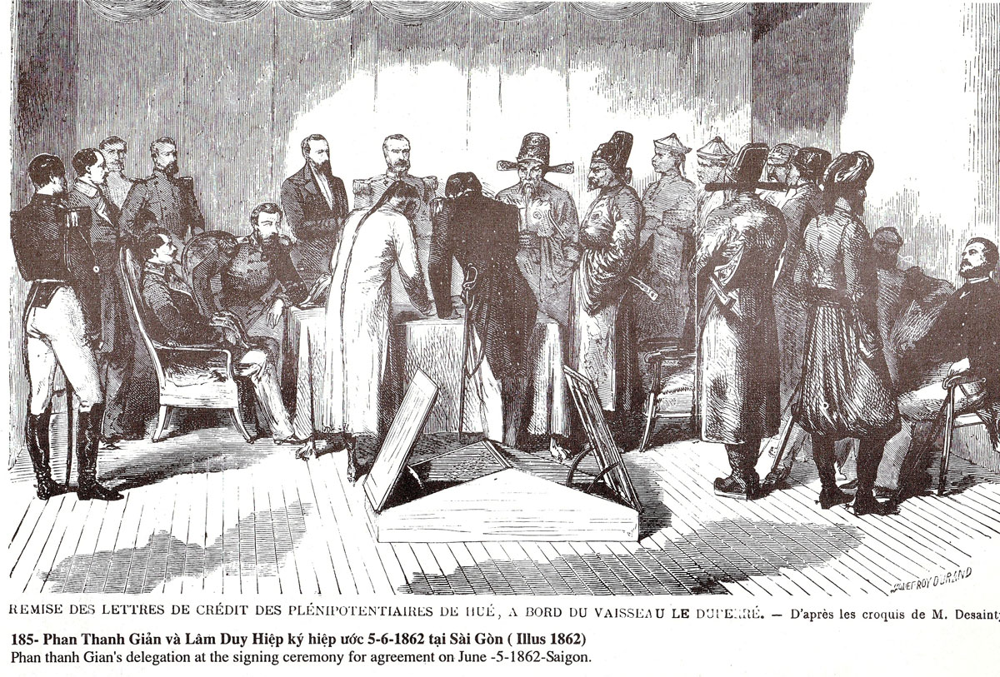 GODEFROY DURAND
REMISE DES LETTRES DE CRÉDIT DES PLÉNIPOTENTIAIRES DE HUÉ, A BORD DU VAISSEAU LE DUPERRÉ. — D'après les croquis de M. Desainty
185- Phan Thanh Giản và Lâm Duy Hiệp ký hiệp ước 5-6-1862 tại Sài Gòn ( Illus 1862)
Phan thanh Gian's delegation at the signing ceremony for agreement on June -5-1862-Saigon.